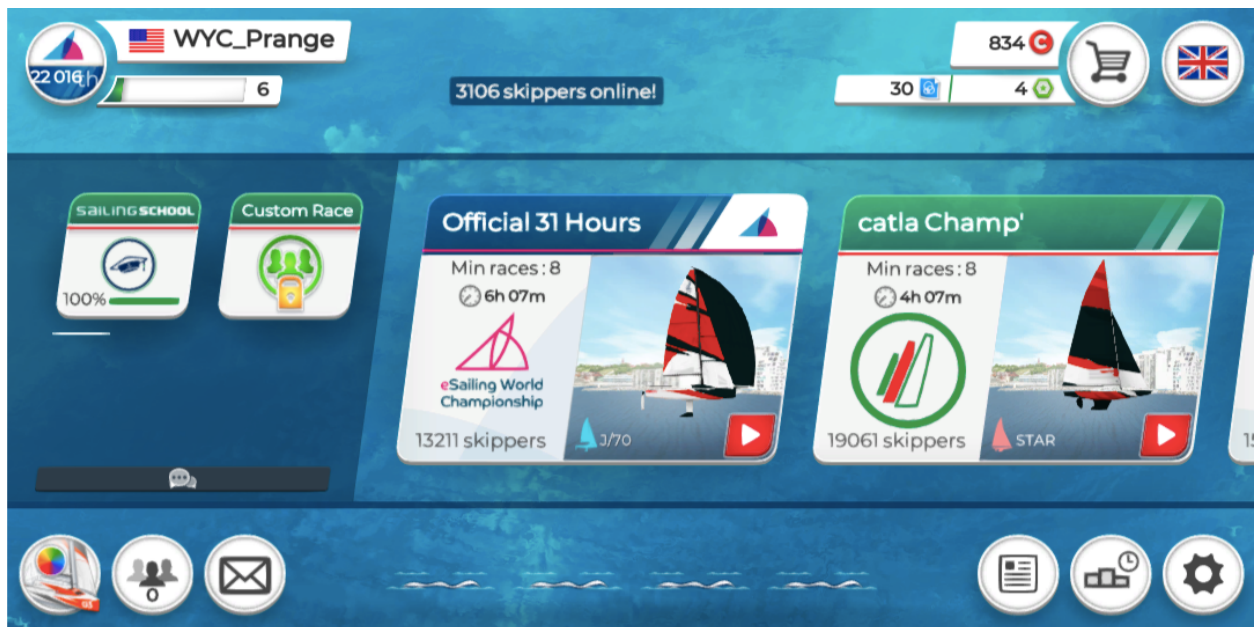 WYC_Prange
22 016th
6
3106 skippers online!
834
30
4
SAILINGSCHOOL
100%
Custom Race
Official 31 Hours
Min races : 8
6h 07m
eSailing World
Championship
13211 skippers
J/70
catla Champ'
Min races : 8
4h 07m
19061 skippers
STAR
0